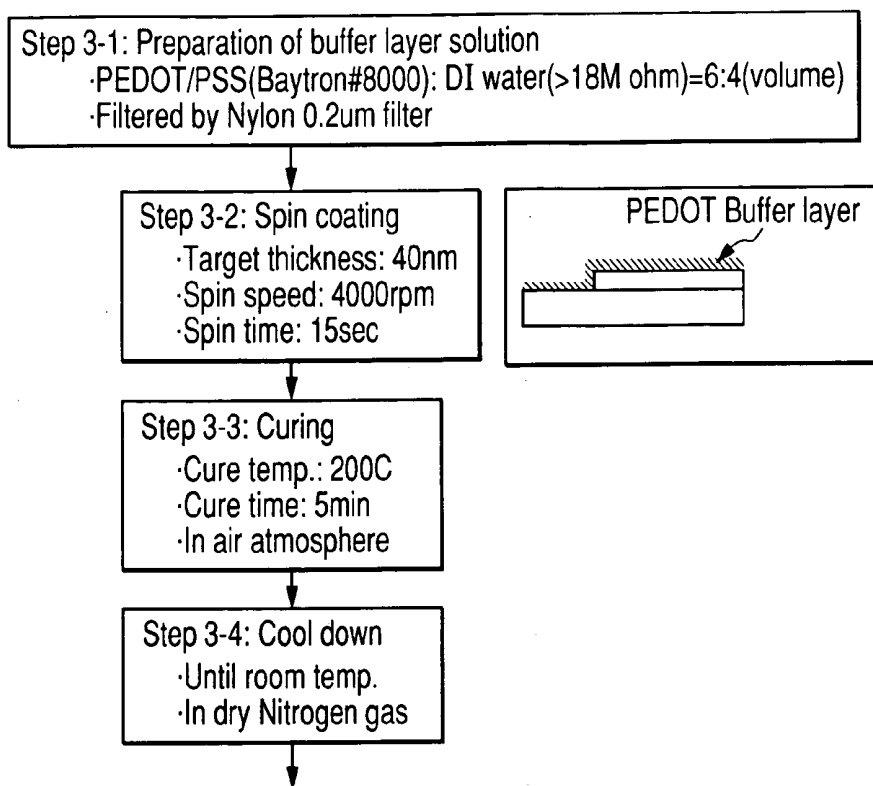 Step 3-1: Preparation of buffer layer solution
·PEDOT/PSS(Baytron#8000): DI water(>18M ohm)=6:4(volume)
·Filtered by Nylon 0.2um filter
Step 3-2: Spin coating
·Target thickness: 40nm
·Spin speed: 4000rpm
·Spin time: 15sec
PEDOT Buffer layer
Step 3-3: Curing
·Cure temp.: 200C
·Cure time: 5min
·In air atmosphere
Step 3-4: Cool down
·Until room temp.
·In dry Nitrogen gas